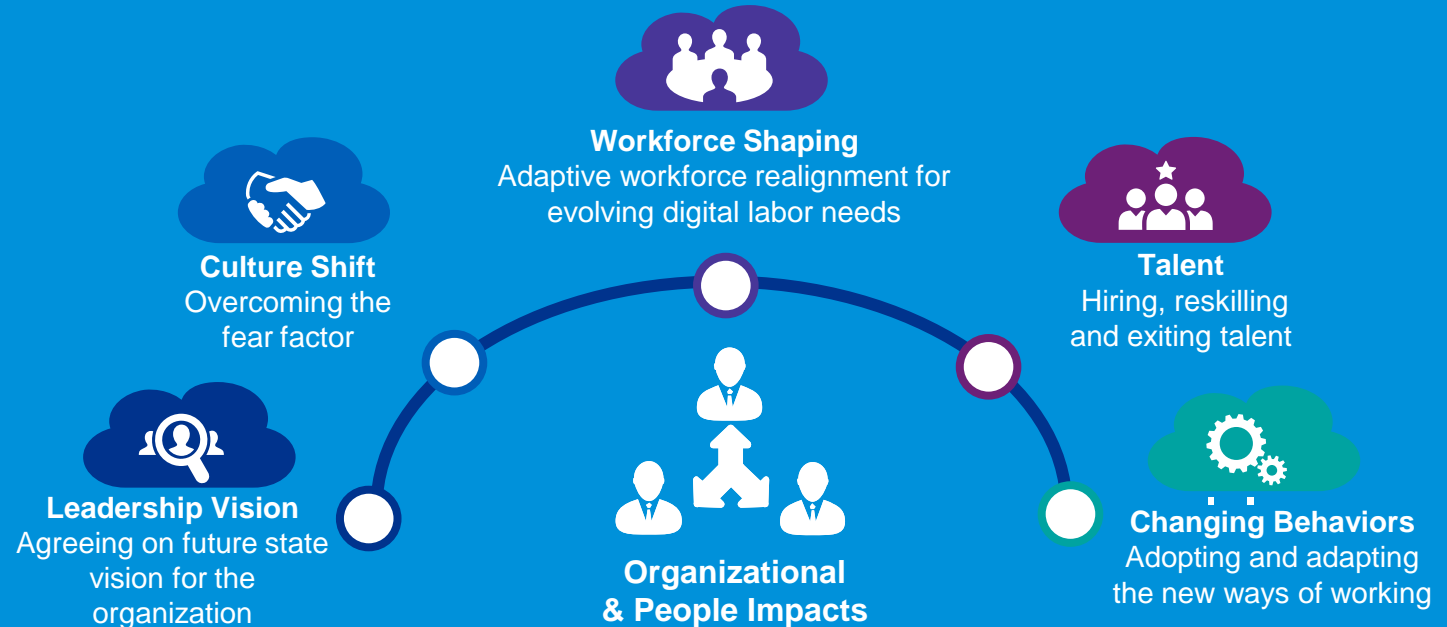 Workforce Shaping
Adaptive workforce realignment for
evolving digital labor needs
Culture Shift
Overcoming the
fear factor
Talent
Hiring, reskilling
and exiting talent
Leadership Vision
Agreeing on future state
vision for the
organization
Changing Behaviors
Adopting and adapting
the new ways of working
Organizational
& People Impacts